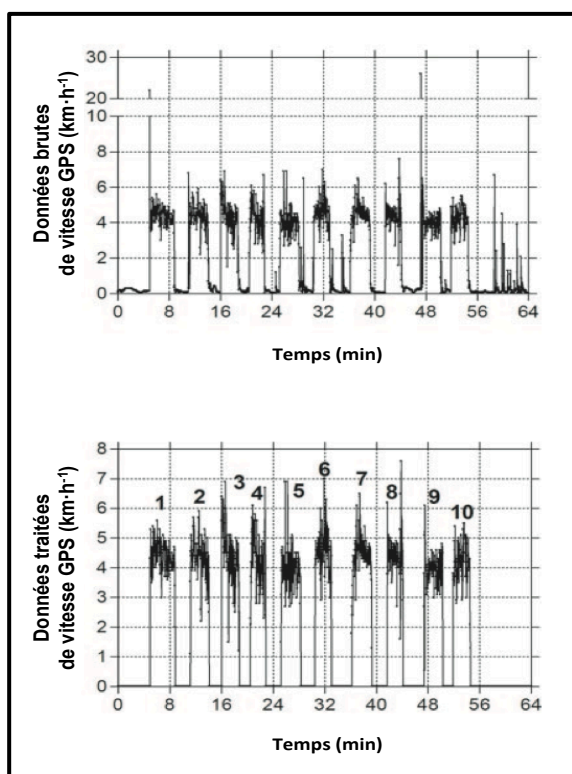 Données brutes
de vitesse GPS (km·h-1)
30
20
10
8
6
4
2
0
0 8 16 24 32 40 48 56 64
Temps (min)
Données traitées
de vitesse GPS (km·h-1)
8
7
6
5
4
3
2
1
0
1 2 3 4 5 6 7 8 9 10
0 8 16 24 32 40 48 56 64
Temps (min)